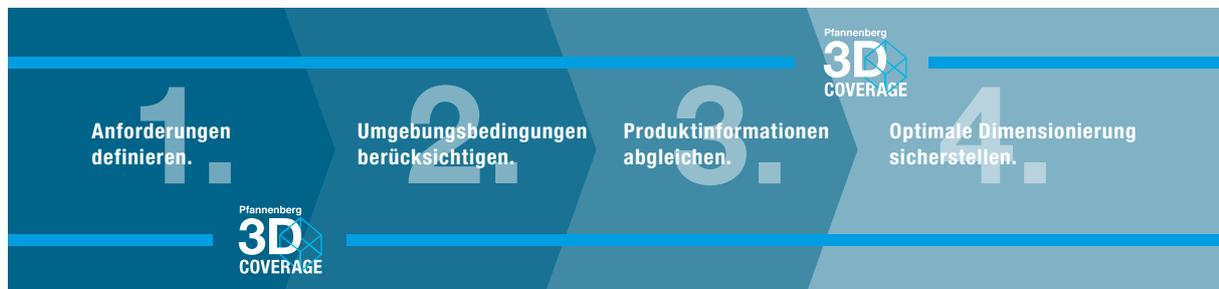 Pfannenberg
3D
COVERAGE
1.
Anforderungen
definieren.
2.
Umgebungsbedingungen
berücksichtigen.
3.
Produktinformationen
abgleichen.
4.
Optimale Dimensionierung
sicherstellen.
Pfannenberg
3D
COVERAGE